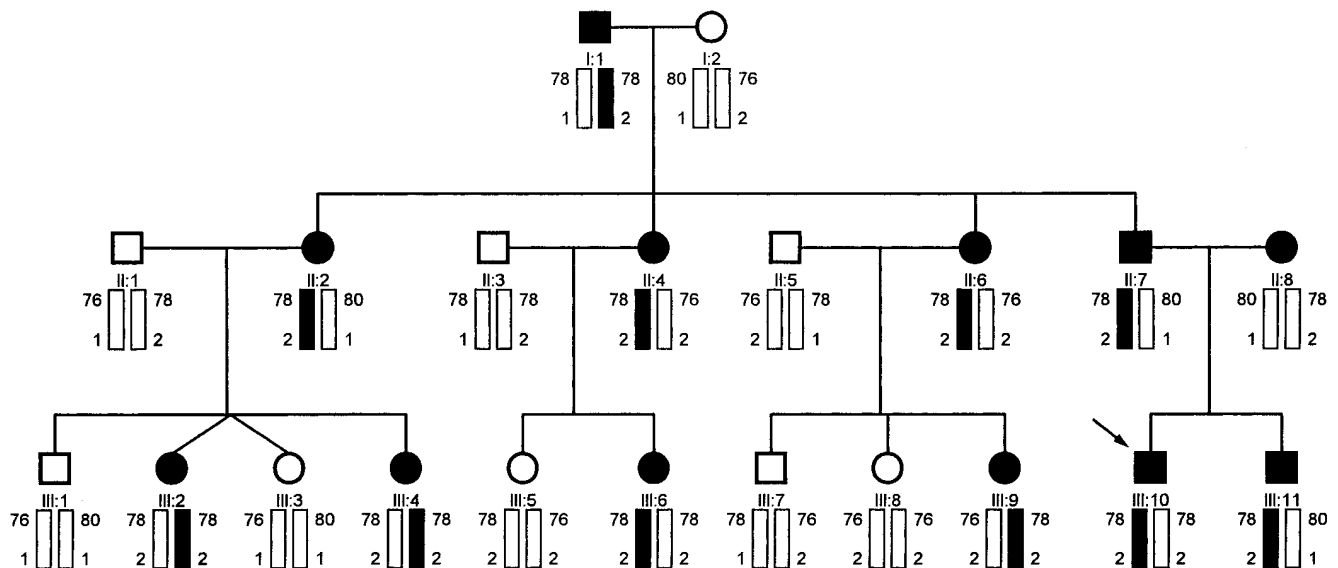 I:1 I:2
78 78 80 76
1 2 1 2
II:1 II:2 II:3 II:4 II:5 II:6 II:7 II:8
76 78 78 80 78 78 78 76 76 78 78 76 78 80 80 78
1 2 2 1 1 2 2 2 2 1 2 2 2 1 1 2
III:1 III:2 III:3 III:4 III:5 III:6 III:7 III:8 III:9 III:10 III:11
76 80 78 78 76 80 78 78 78 76 78 78 78 76 76 76 76 78 78 78 78 80
1 1 2 2 1 1 2 2 2 2 2 2 1 2 2 2 2 2 2 2 2 1